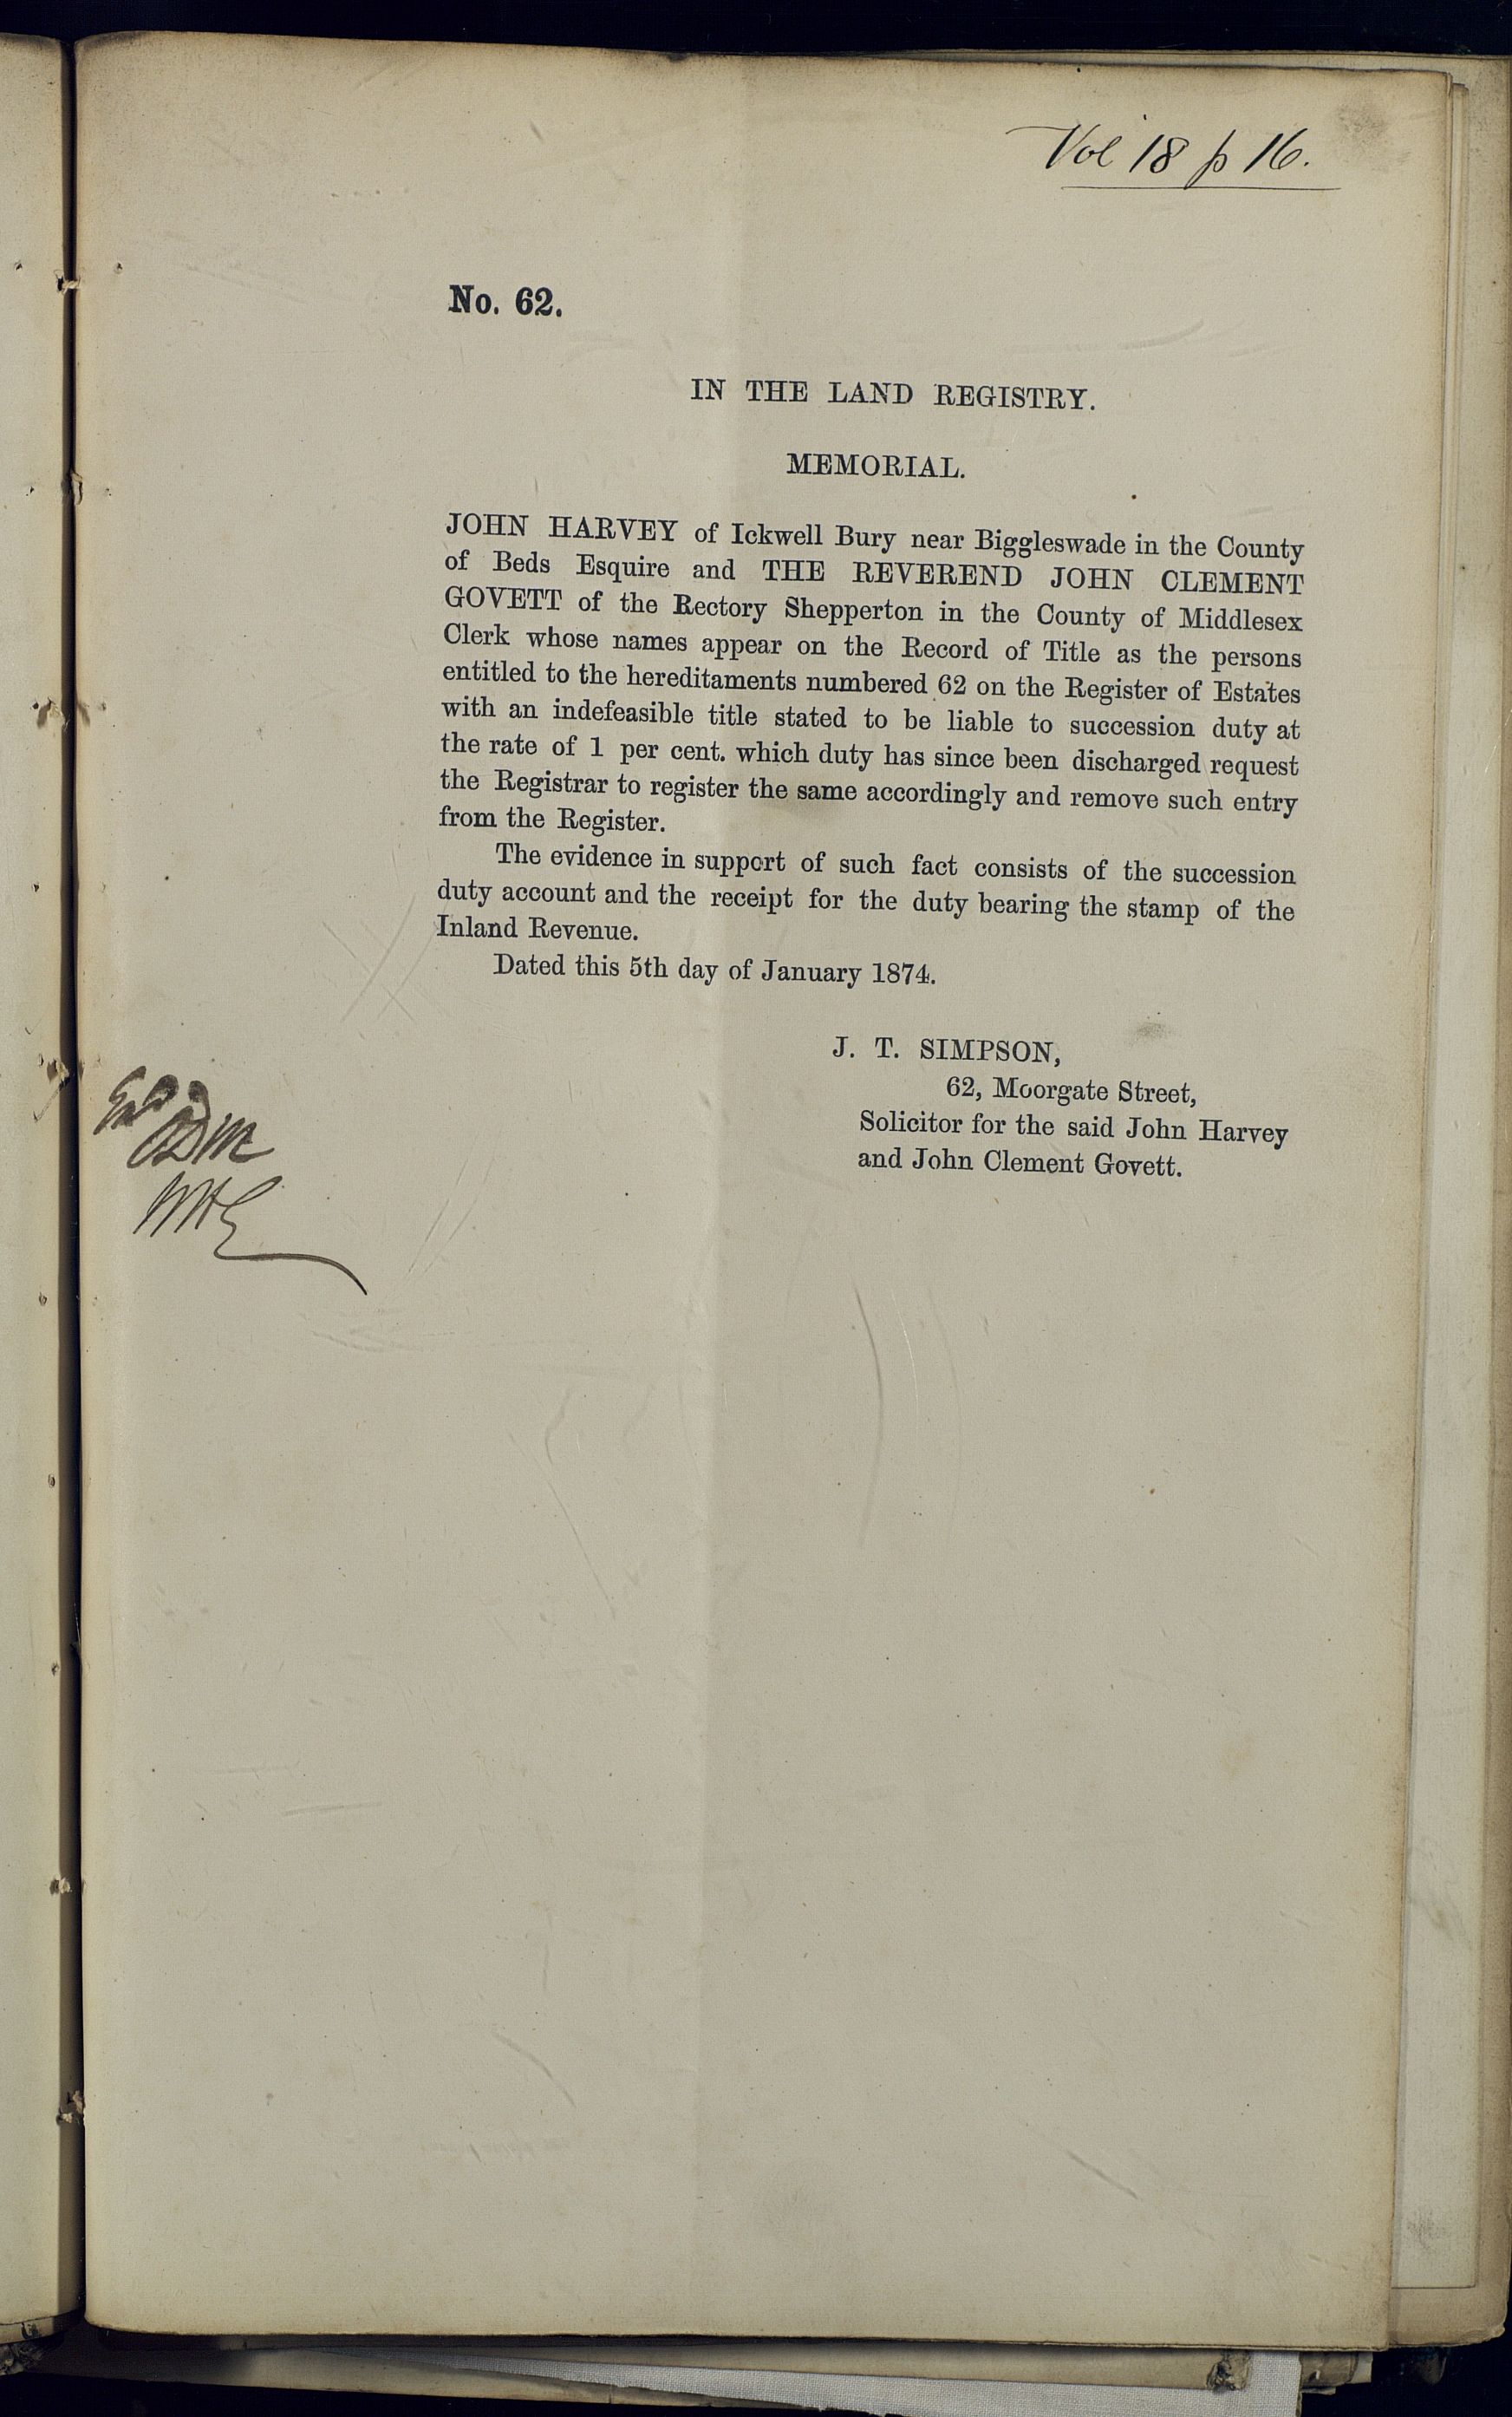 Vol 18 p 16.
No. 62.
IN THE LAND REGISTRY.
MEMORIAL.
JOHN HARVEY of Ickwell Bury near Biggleswade in the County
of Beds Esquire and THE REVEREND JOHN CLEMENT
GOVETT of the Rectory Shepperton in the County of Middlesex
Clerk whose names appear on the Record of Title as the persons
entitled to the hereditaments numbered 62 on the Register of Estates
with an indefeasible title stated to be liable to succession duty at
the rate of 1 per cent. which duty has since been discharged request
the Registrar to register the same accordingly and remove such entry
from the Register.
The evidence in support of such fact consists of the succession
duty account and the receipt for the duty bearing the stamp of the
Inland Revenue.
Dated this 5th day of January 1874.
J. T. SIMPSON,
62, Moorgate Street,
Solicitor for the said John Harvey
and John Clement Govett.